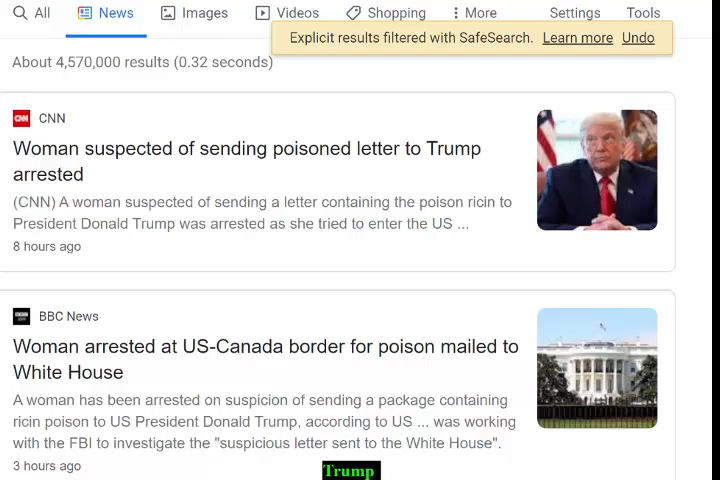 All News Images Videos Shopping More Settings Tools
Explicit results filtered with SafeSearch. Learn more Undo
About 4,570,000 results (0.32 seconds)
CNN
Woman suspected of sending poisoned letter to Trump
arrested
(CNN) A woman suspected of sending a letter containing the poison ricin to
President Donald Trump was arrested as she tried to enter the US ...
8 hours ago
BBC News
Woman arrested at US-Canada border for poison mailed to
White House
A woman has been arrested on suspicion of sending a package containing
ricin poison to US President Donald Trump, according to US ... was working
with the FBI to investigate the "suspicious letter sent to the White House".
3 hours ago
Trump